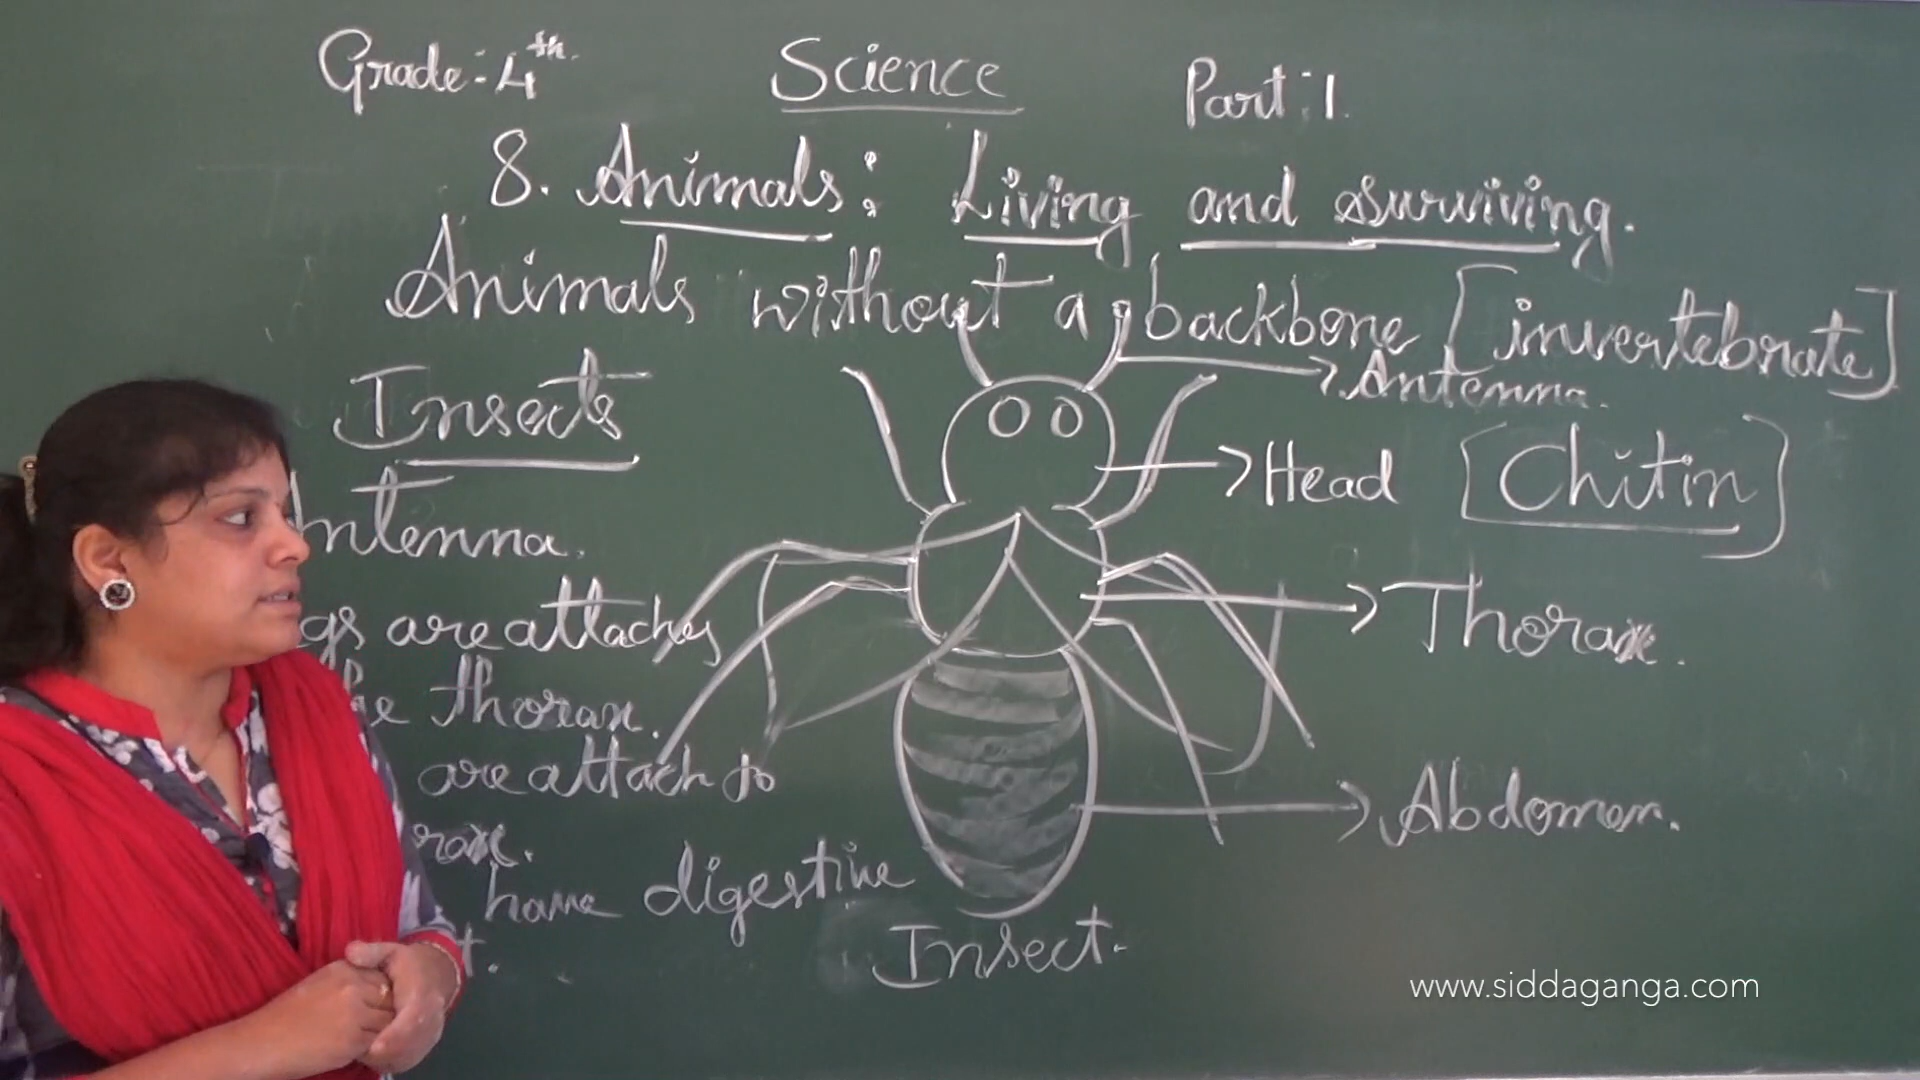 Grade:-4th. Science Part:1.
8. Animals: Living and surviving.
Animals without a backbone [invertebrate]
Insects
Antenna.
Head [Chitin]
ntenna.
gs are attaches
Thorax.
he thorax.
are attach to
Abdomen.
rax.
have digestive
t.
Insect.
www.siddaganga.com